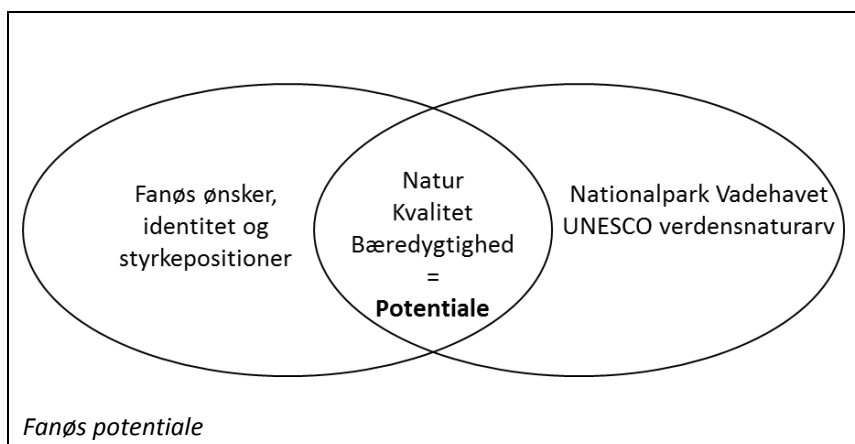 Fanøs ønsker,
identitet og
styrkepositioner
Natur
Kvalitet
Bæredygtighed
=
Potentiale
Nationalpark Vadehavet
UNESCO verdensnaturarv
Fanøs potentiale